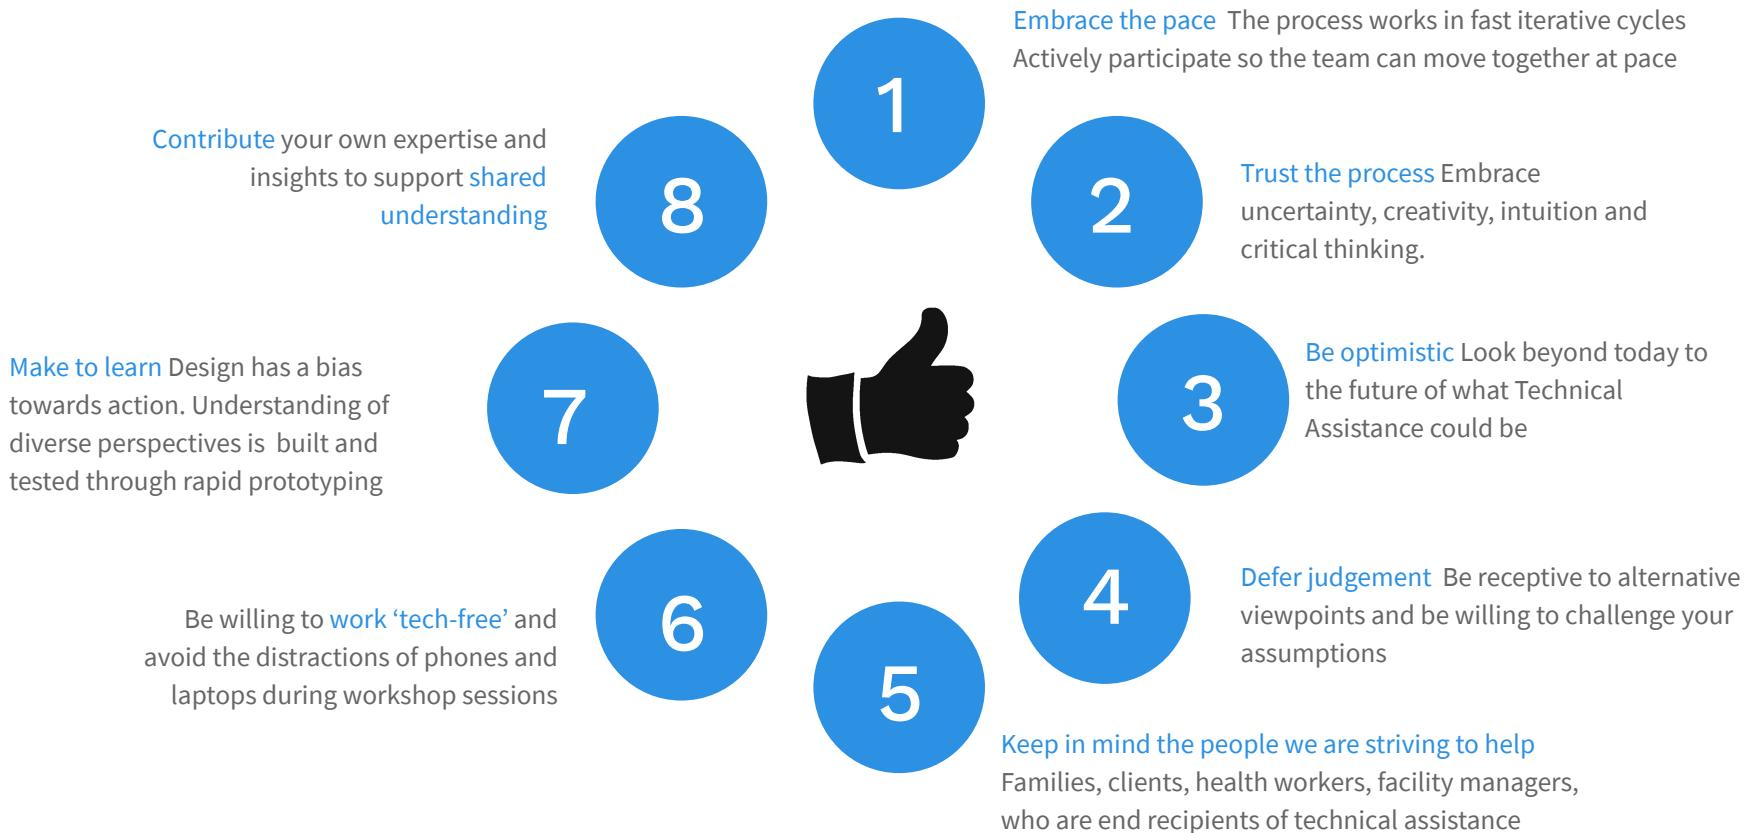 1
Embrace the pace  The process works in fast iterative cycles
Actively participate so the team can move together at pace
2
Trust the process Embrace
uncertainty, creativity, intuition and
critical thinking.
3
Be optimistic Look beyond today to
the future of what Technical
Assistance could be
4
Defer judgement  Be receptive to alternative
viewpoints and be willing to challenge your
assumptions
5
Keep in mind the people we are striving to help
Families, clients, health workers, facility managers,
who are end recipients of technical assistance
6
Be willing to work ‘tech-free’ and
avoid the distractions of phones and
laptops during workshop sessions
7
Make to learn Design has a bias
towards action. Understanding of
diverse perspectives is  built and
tested through rapid prototyping
8
Contribute your own expertise and
insights to support shared
understanding